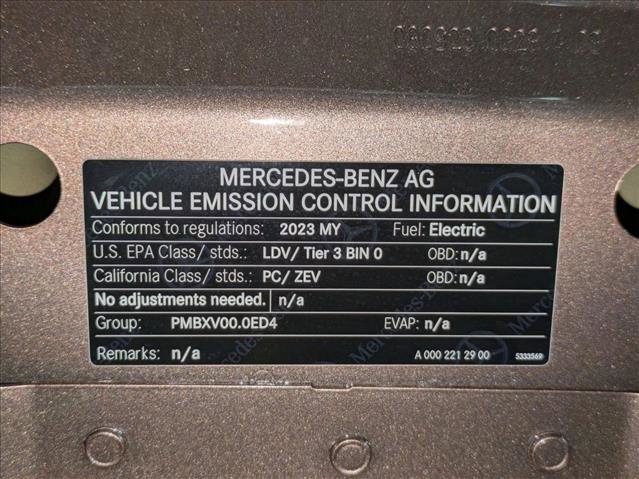 MERCEDES-BENZ AG
VEHICLE EMISSION CONTROL INFORMATION
Conforms to regulations: 2023 MY Fuel: Electric
U.S. EPA Class/ stds.: LDV/ Tier 3 BIN 0 OBD: n/a
California Class/ stds.: PC/ ZEV OBD: n/a
No adjustments needed. n/a
Group: PMBXV00.0ED4 EVAP: n/a
Remarks: n/a A 000 221 29 00 5333569